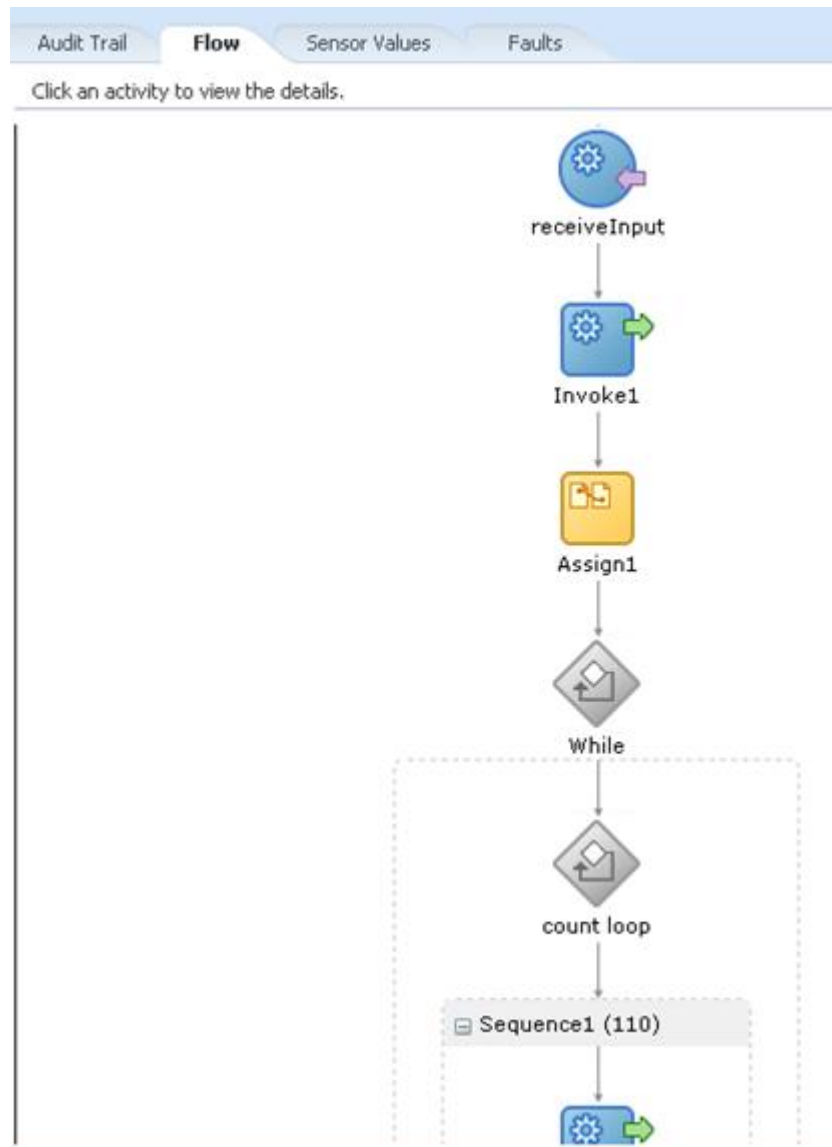 Audit Trail Flow Sensor Values Faults
Click an activity to view the details.
receiveInput
Invoke1
Assign1
While
count loop
Sequence1 (110)